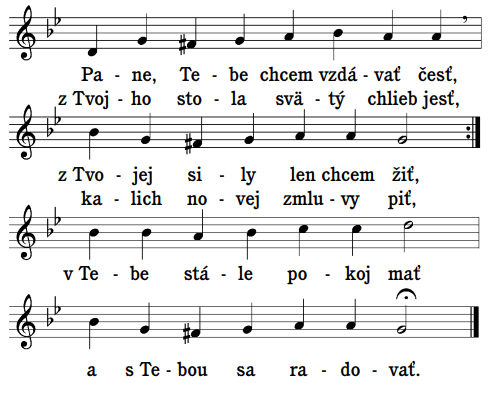 Pa - ne, Te - be chcem vzdá - vať česť,
z Tvoj - ho sto - la svä - tý chlieb jesť,
z Tvo - jej si - ly len chcem žiť,
ka - lich no - vej zmlu - vy piť,
v Te - be stá - le po - koj mať
a s Te - bou sa ra - do - vať.